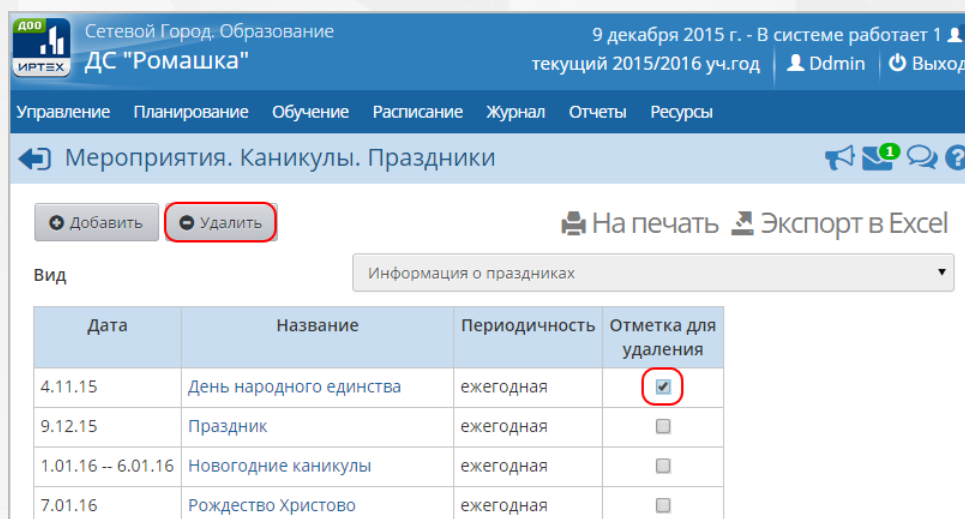 ДОО
ИРТЕХ
Сетевой Город. Образование
ДС "Ромашка"
9 декабря 2015 г. - В системе работает 1
текущий 2015/2016 уч.год Ddmin Выход
Управление Планирование Обучение Расписание Журнал Отчеты Ресурсы
Мероприятия. Каникулы. Праздники 1 ?
Добавить Удалить На печать Экспорт в Excel
Вид Информация о праздниках
Дата Название Периодичность Отметка для
удаления
4.11.15 День народного единства ежегодная
9.12.15 Праздник ежегодная
1.01.16 -- 6.01.16 Новогодние каникулы ежегодная
7.01.16 Рождество Христово ежегодная